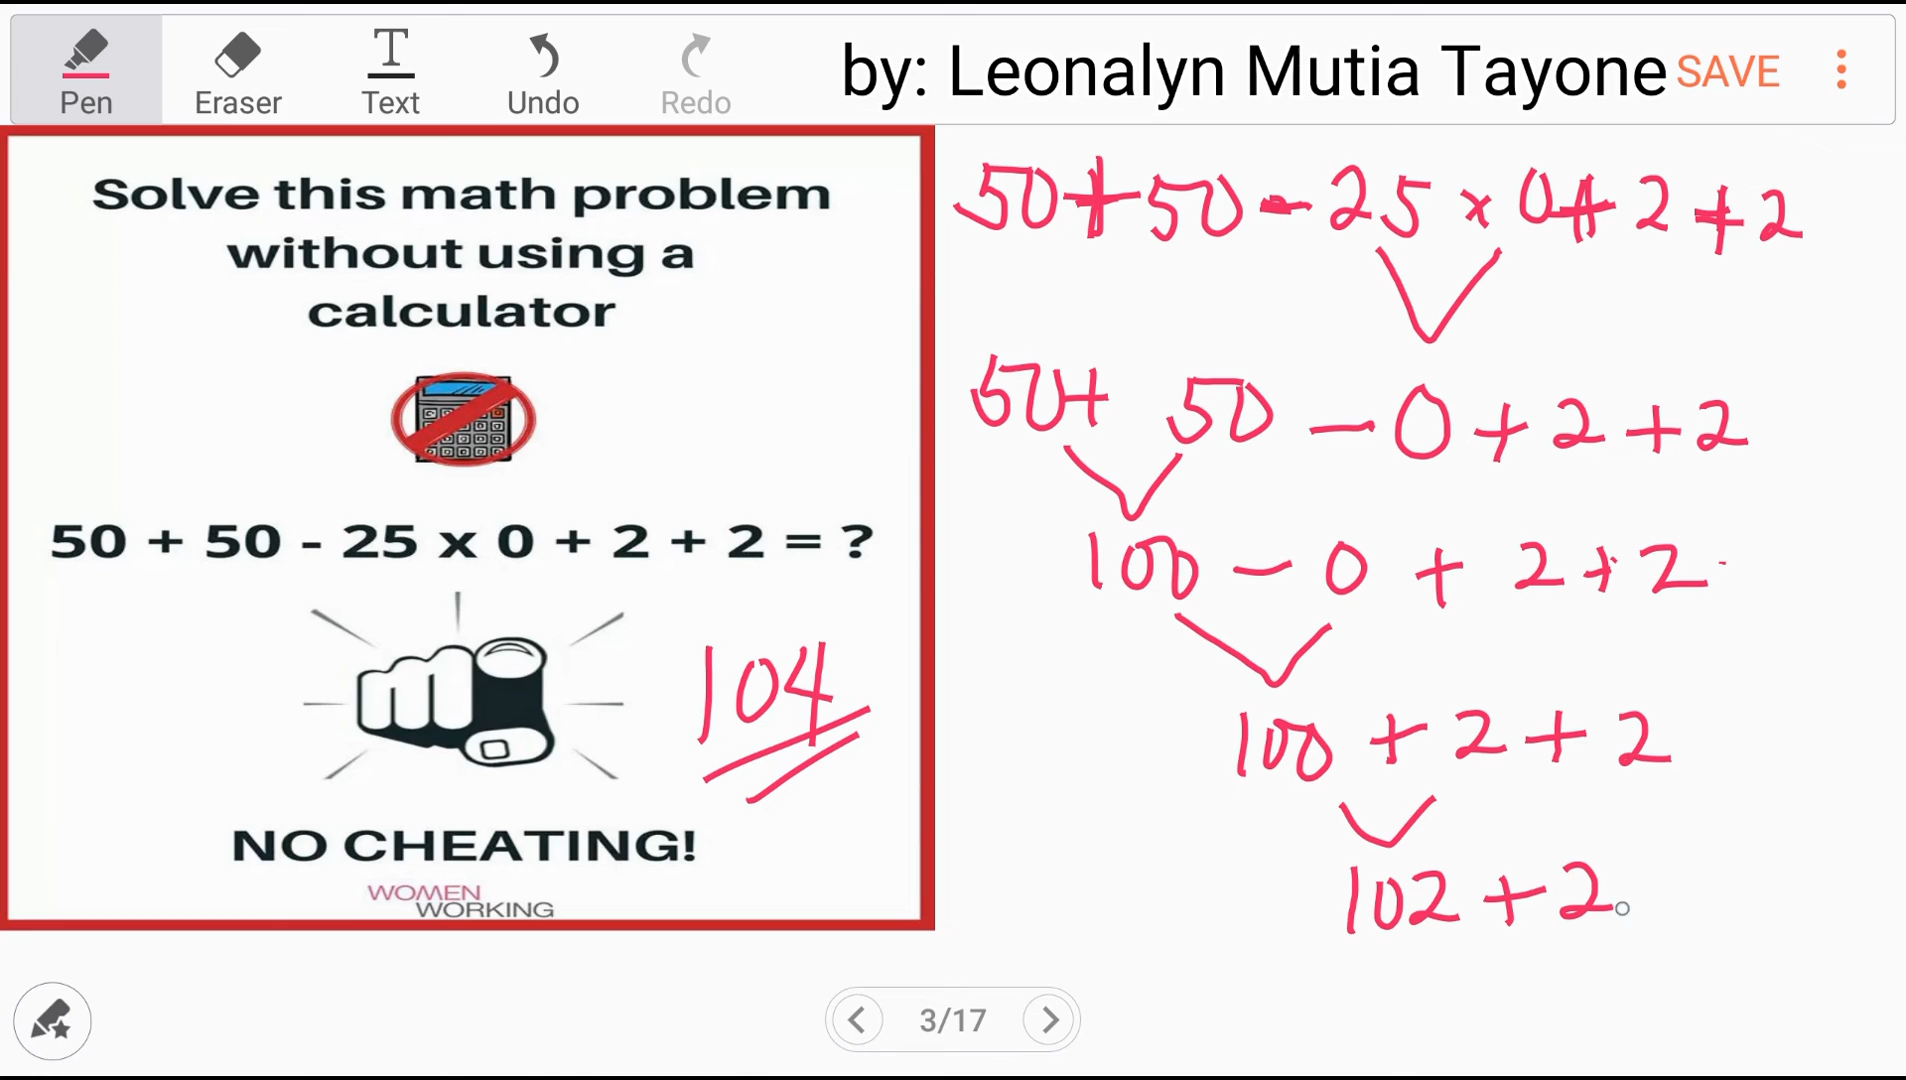 Pen
Eraser
Text
Undo
Redo
by: Leonalyn Mutia Tayone
SAVE
Solve this math problem
without using a
calculator
50 + 50 - 25 x 0 + 2 + 2 = ?
104
NO CHEATING!
WOMEN
WORKING
50+50-25×0+2+2
50+ 50-0+2+2
100-0+2+2
100+2+2
102+2
3/17